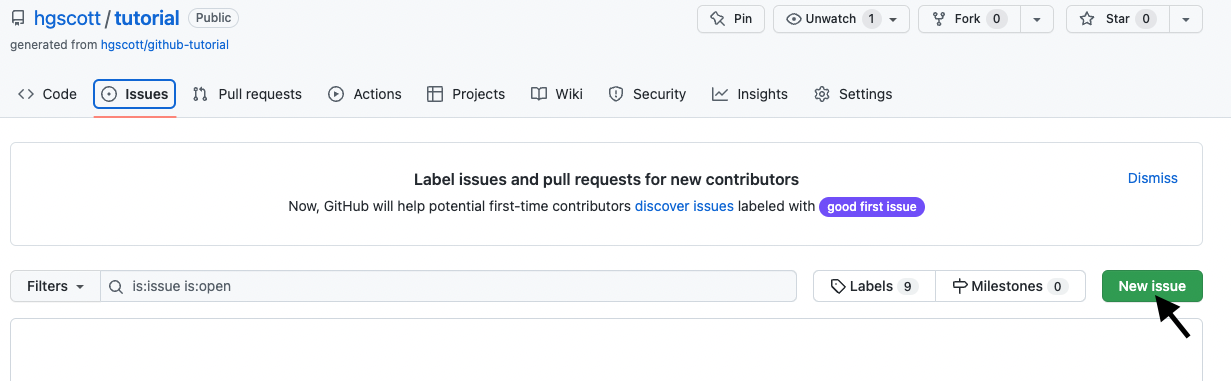 hgscott / tutorial Public Pin Unwatch 1 Fork 0 Star 0
generated from hgscott/github-tutorial
Code Issues Pull requests Actions Projects Wiki Security Insights Settings
Label issues and pull requests for new contributors Dismiss
Now, GitHub will help potential first-time contributors discover issues labeled with good first issue
Filters is:issue is:open Labels 9 Milestones 0 New issue